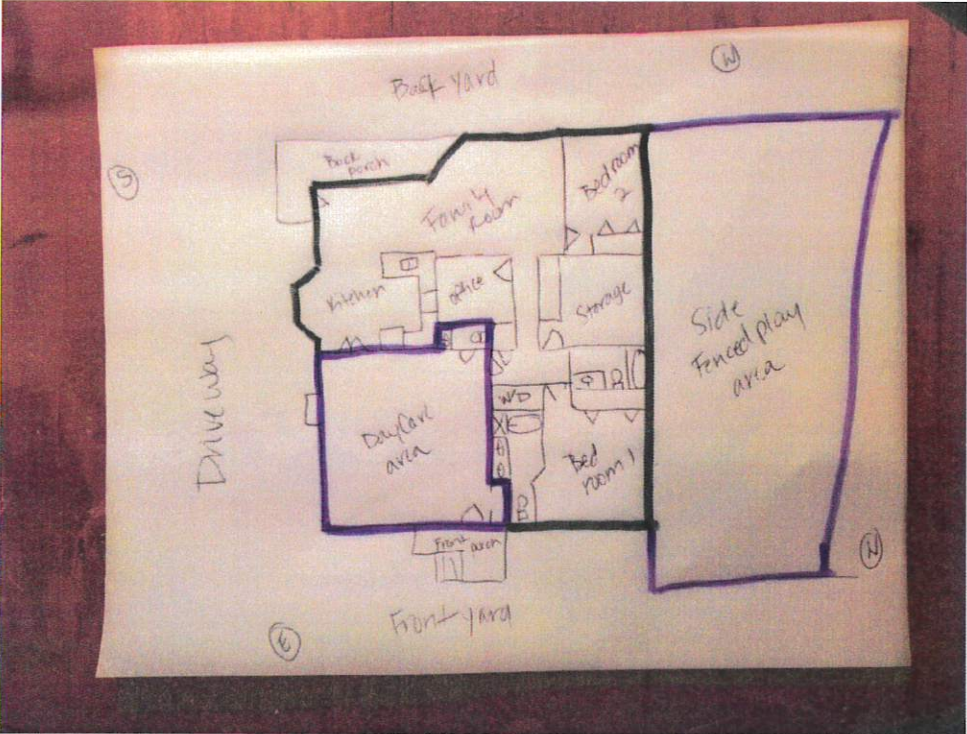 Back yard
W
S
Back
porch
Family
Room
Bedroom
2
Kitchen
office
Storage
Side
Fenced play
area
Driveway
DayCare
area
W/D
Bed
room 1
Front porch
N
Front yard
E